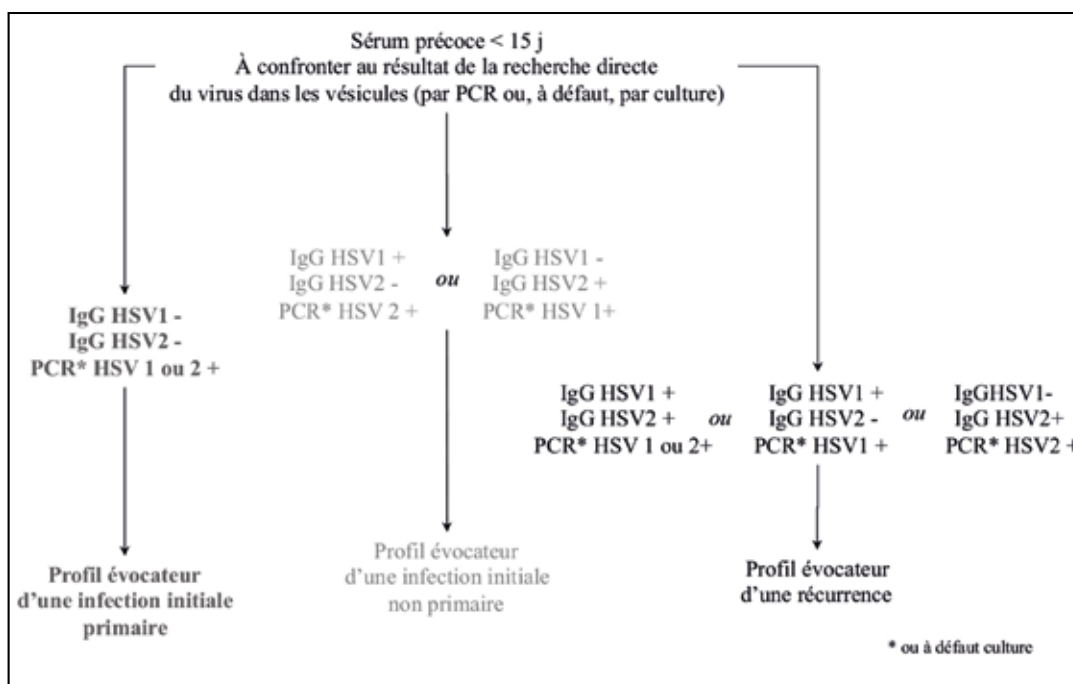 Sérum précoce < 15 j
À confronter au résultat de la recherche directe
du virus dans les vésicules (par PCR ou, à défaut, par culture)
IgG HSV1 -
IgG HSV2 -
PCR* HSV 1 ou 2 +
IgG HSV1 +
IgG HSV2 -
PCR* HSV 2 +
ou
IgG HSV1 -
IgG HSV2 +
PCR* HSV 1+
IgG HSV1 +
IgG HSV2 +
PCR* HSV 1 ou 2+
ou
IgG HSV1 +
IgG HSV2 -
PCR* HSV1 +
ou
IgGHSV1-
IgG HSV2+
PCR* HSV2 +
Profil évocateur
d'une infection initiale
primaire
Profil évocateur
d'une infection initiale
non primaire
Profil évocateur
d'une récurrence
* ou à défaut culture